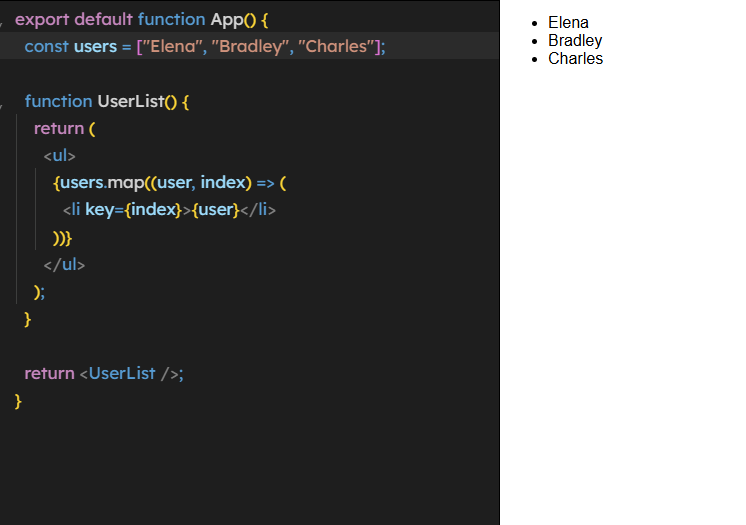 export default function App() {
const users = ["Elena", "Bradley", "Charles"];
function UserList() {
return (
<ul>
{users.map((user, index) => (
<li key={index}>{user}</li>
))}
</ul>
);
}
return <UserList />;
}
Elena
Bradley
Charles